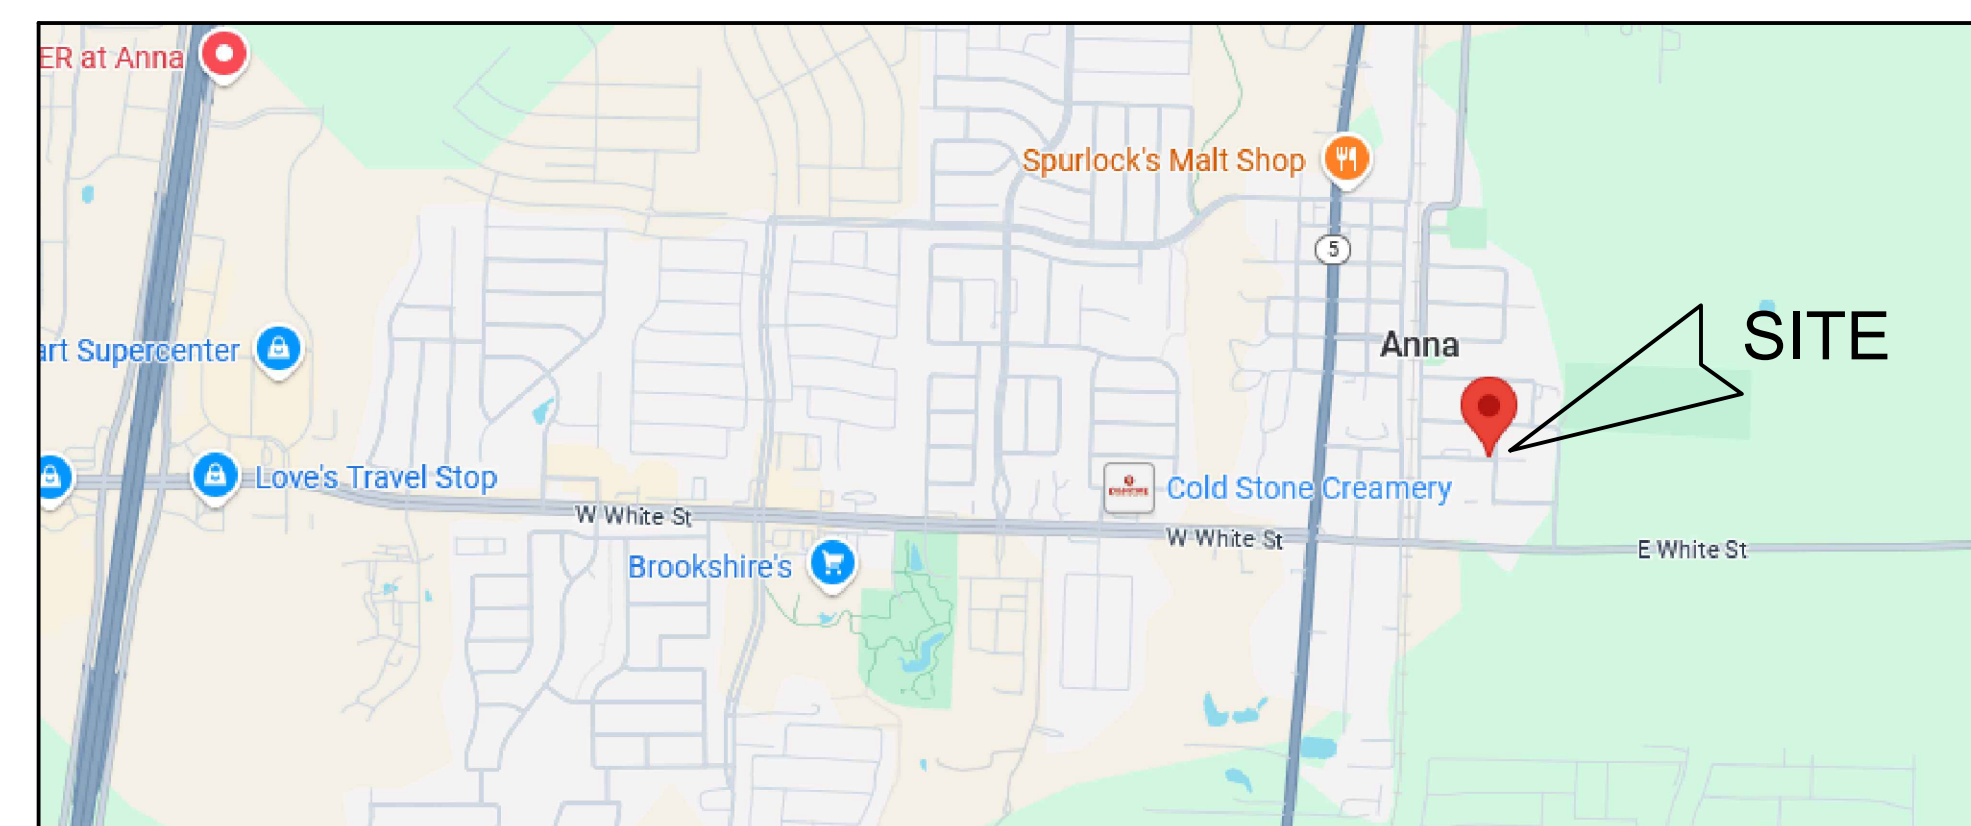 ER at Anna
Spurlock's Malt Shop
5
SITE
Anna
art Supercenter
Love's Travel Stop
Cold Stone Creamery
W White St
W White St
E White St
Brookshire's